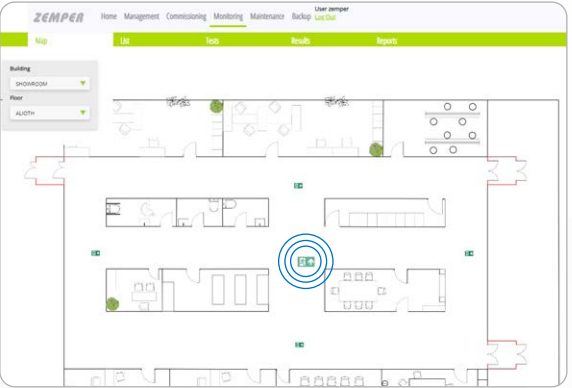 User zemper
ZEMPER Home Management Commissioning Monitoring Maintenance Backup Log Out
Map List Tests Results Reports
Building
SHOWROOM
Floor
ALIOTH